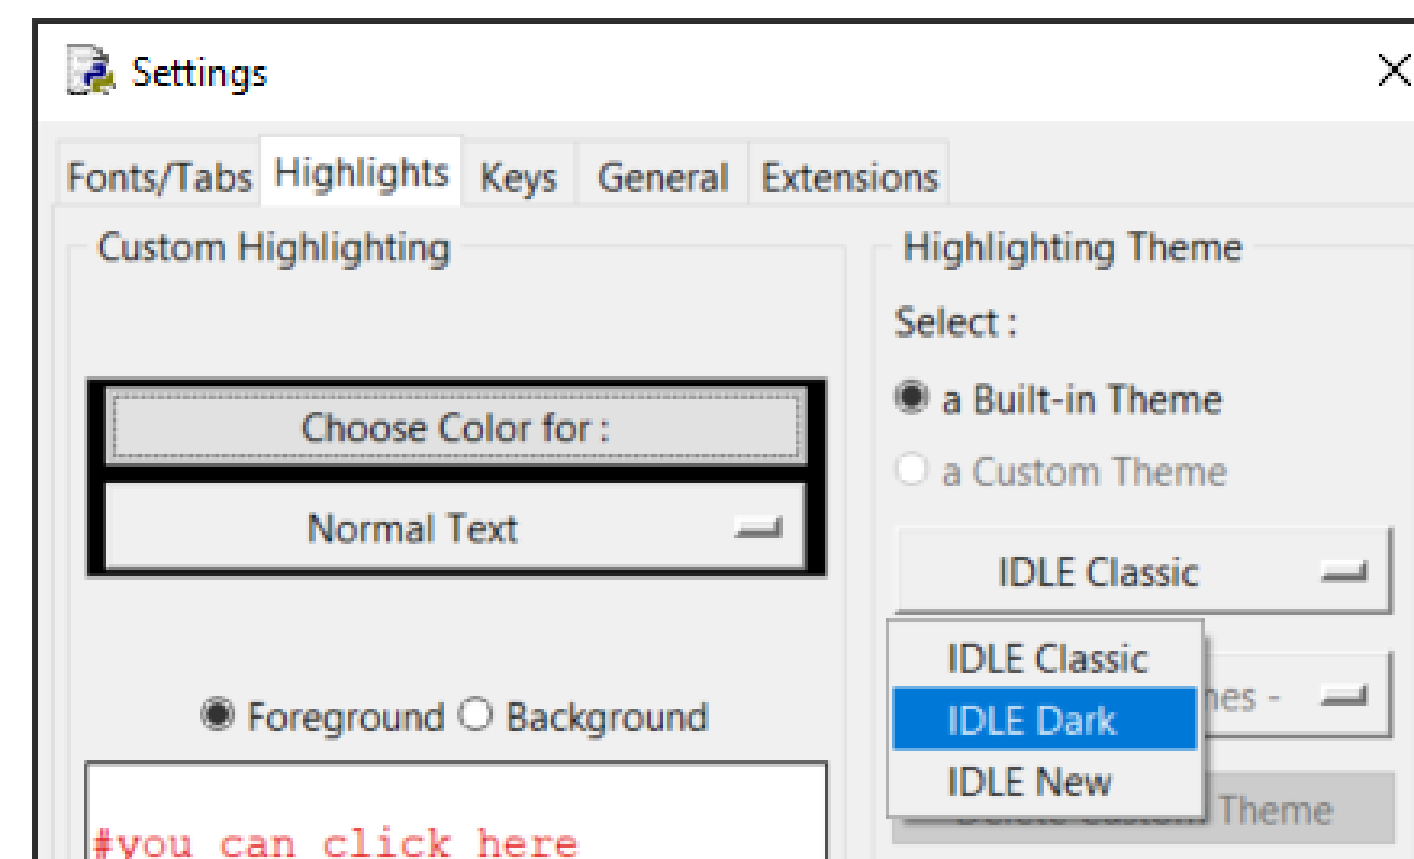 Settings
Fonts/Tabs Highlights Keys General Extensions
Custom Highlighting
Choose Color for :
Normal Text
Foreground Background
#you can click here
Highlighting Theme
Select :
a Built-in Theme
a Custom Theme
IDLE Classic
IDLE Classic
IDLE Dark
IDLE New
Theme